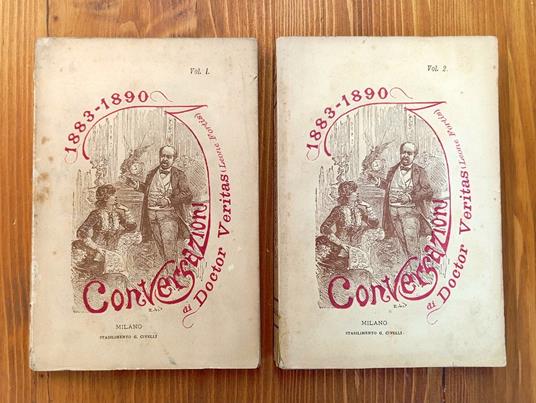 Vol. 1.
1883-1890
Conversazioni
di Doctor Veritas (Leone Fortis)
MILANO
STABILIMENTO G. CIVELLI
Vol. 2.
1883-1890
Conversazioni
di Doctor Veritas (Leone Fortis)
MILANO
STABILIMENTO G. CIVELLI